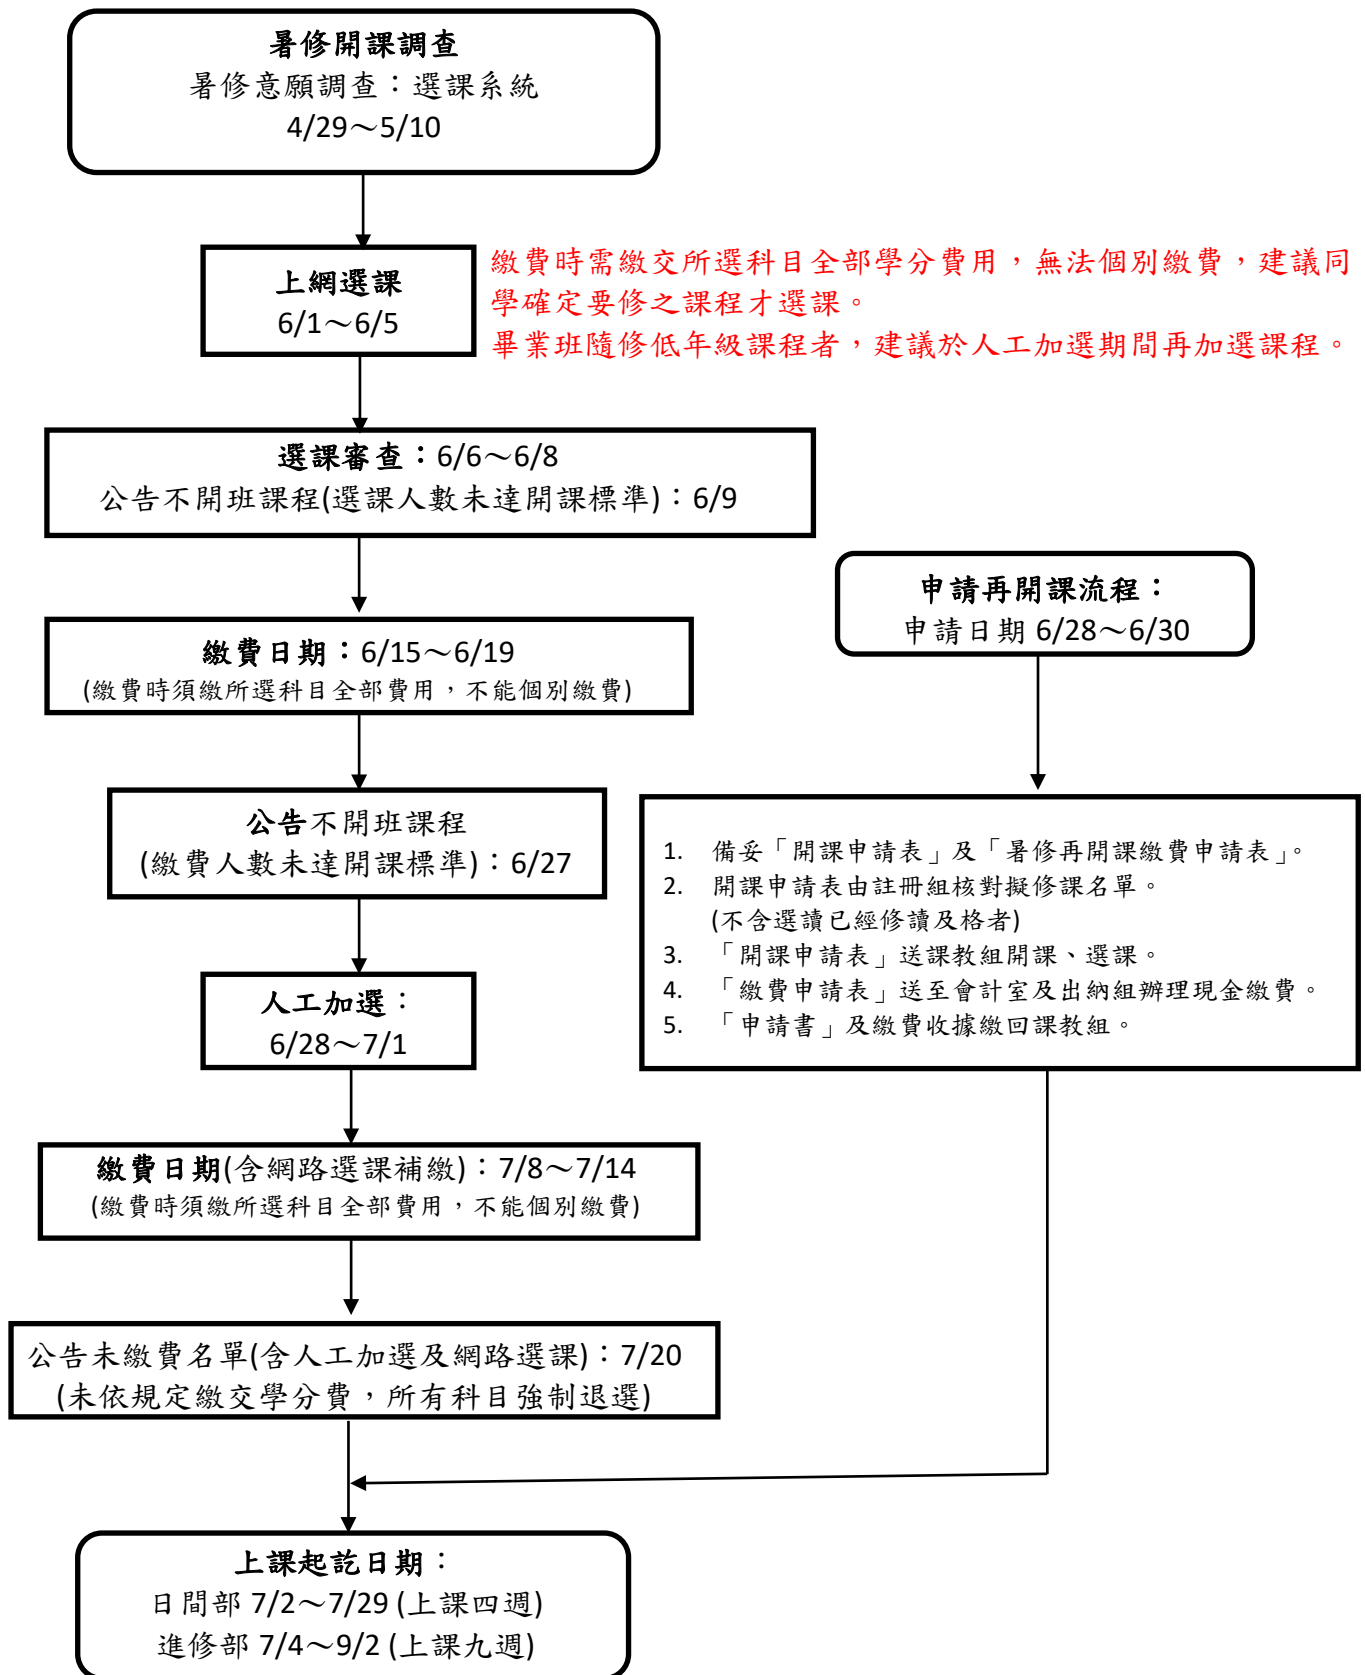 暑修開課調查
暑修意願調查：選課系統
4/29～5/10
上網選課
6/1～6/5
繳費時需繳交所選科目全部學分費用，無法個別繳費，建議同
學確定要修之課程才選課。
畢業班隨修低年級課程者，建議於人工加選期間再加選課程。
選課審查：6/6～6/8
公告不開班課程(選課人數未達開課標準)：6/9
繳費日期：6/15～6/19
(繳費時須繳所選科目全部費用，不能個別繳費)
公告不開班課程
(繳費人數未達開課標準)：6/27
人工加選：
6/28～7/1
繳費日期(含網路選課補繳)：7/8～7/14
(繳費時須繳所選科目全部費用，不能個別繳費)
公告未繳費名單(含人工加選及網路選課)：7/20
(未依規定繳交學分費，所有科目強制退選)
申請再開課流程：
申請日期 6/28～6/30
1. 備妥「開課申請表」及「暑修再開課繳費申請表」。
2. 開課申請表由註冊組核對擬修課名單。
(不含選讀已經修讀及格者)
3. 「開課申請表」送課教組開課、選課。
4. 「繳費申請表」送至會計室及出納組辦理現金繳費。
5. 「申請書」及繳費收據繳回課教組。
上課起訖日期：
日間部 7/2～7/29 (上課四週)
進修部 7/4～9/2 (上課九週)